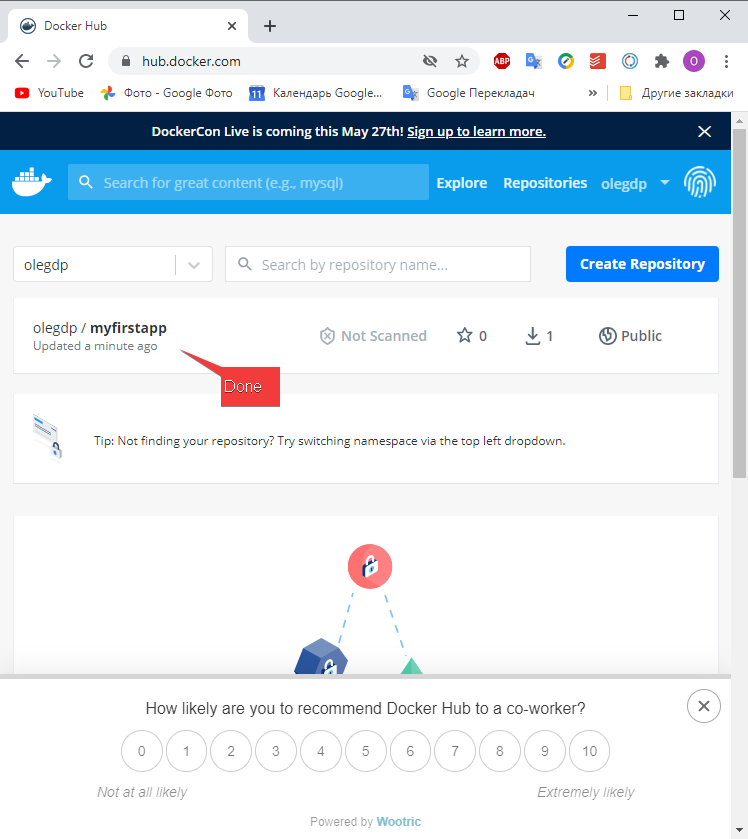 Docker Hub
hub.docker.com
ABP
O
YouTube
Фото - Google Фото
11
Календарь Google...
Google Перекладач
»
Другие закладки
DockerCon Live is coming this May 27th! Sign up to learn more.
Search for great content (e.g., mysql)
Explore
Repositories
olegdp
olegdp
Search by repository name...
Create Repository
olegdp / myfirstapp
Updated a minute ago
Not Scanned
0
1
Public
Done
Tip: Not finding your repository? Try switching namespace via the top left dropdown.
How likely are you to recommend Docker Hub to a co-worker?
0 1 2 3 4 5 6 7 8 9 10
Not at all likely
Extremely likely
Powered by Wootric